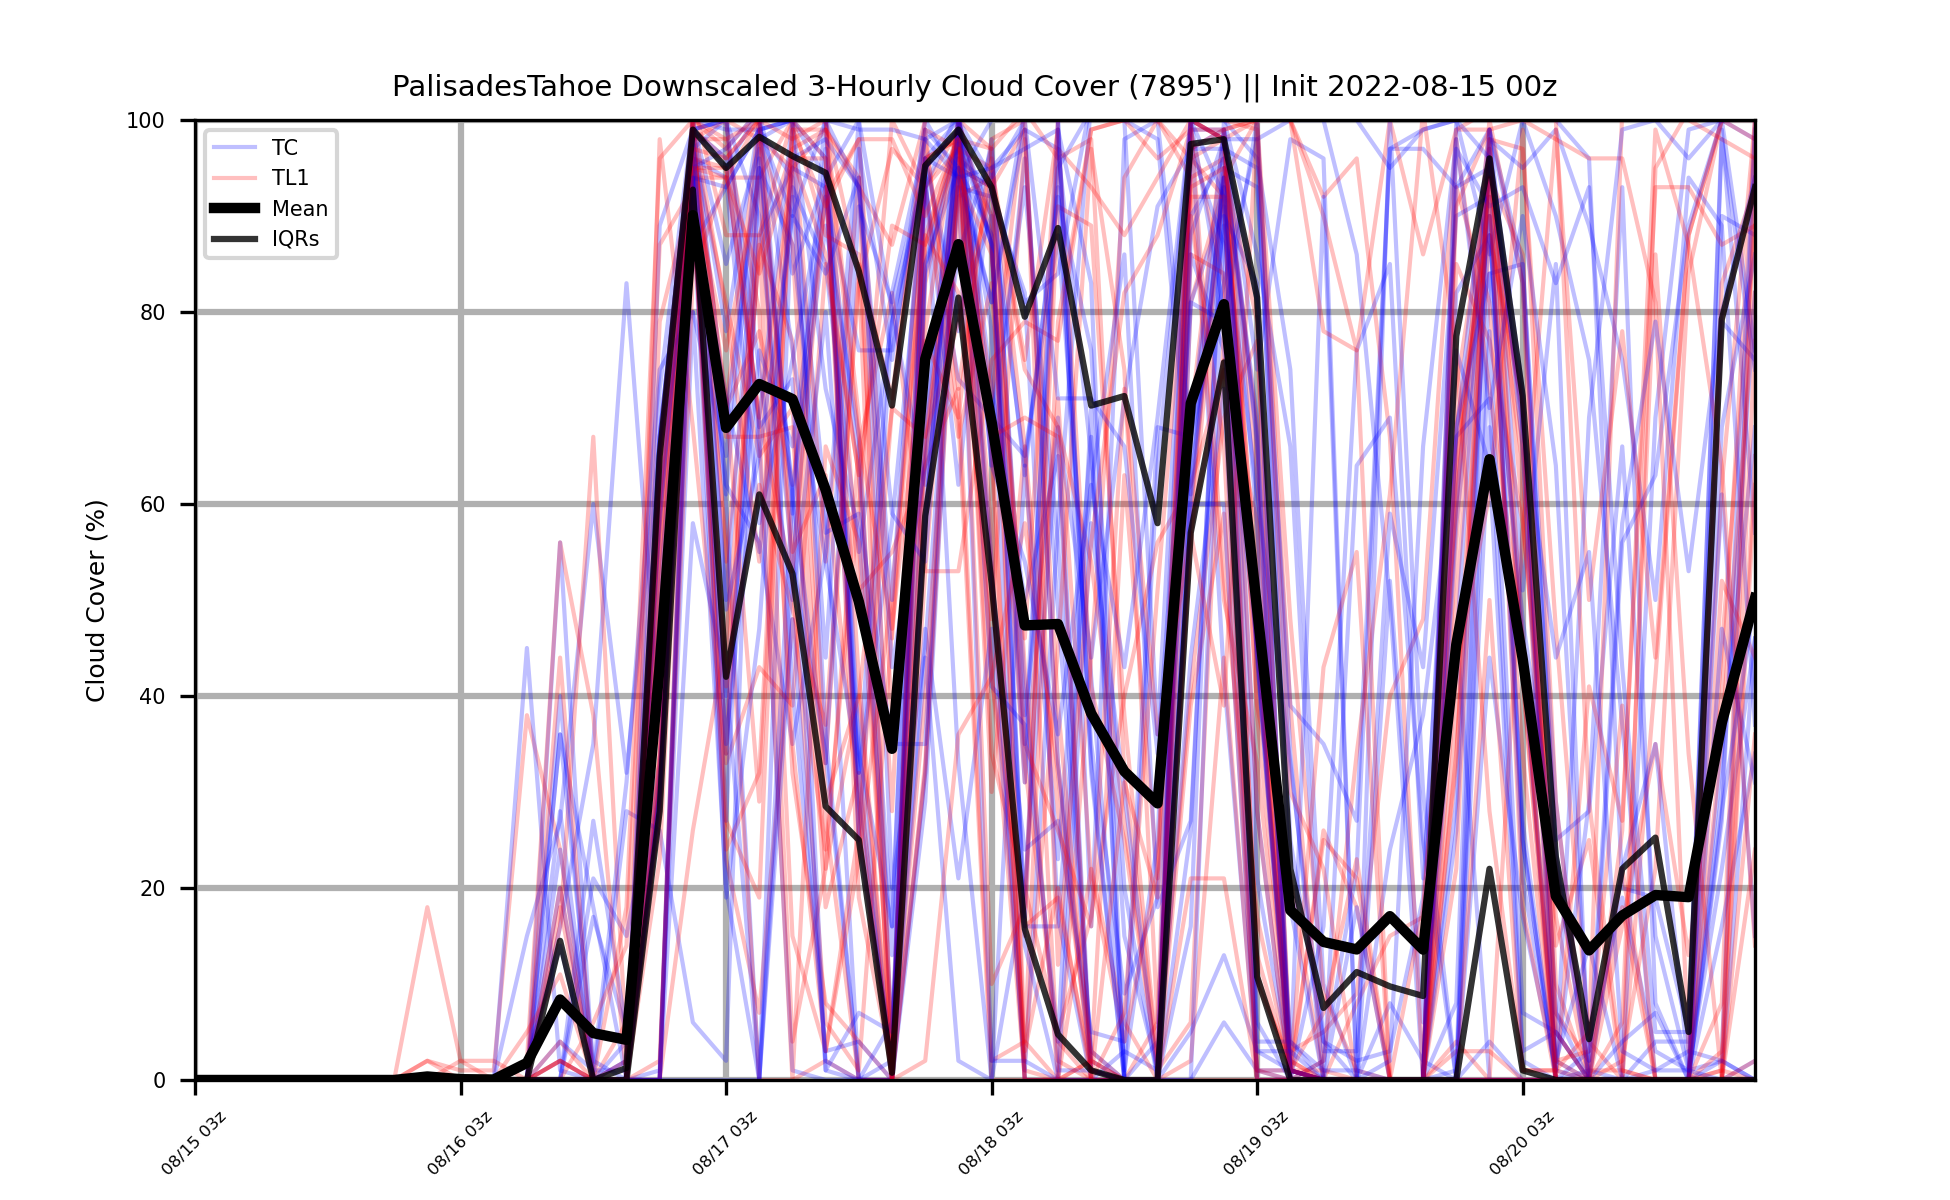 PalisadesTahoe Downscaled 3-Hourly Cloud Cover (7895') || Init 2022-08-15 00z
100
80
60
40
20
0
Cloud Cover (%)
TC
TL1
Mean
IQRs
08/15 03z
08/16 03z
08/17 03z
08/18 03z
08/19 03z
08/20 03z